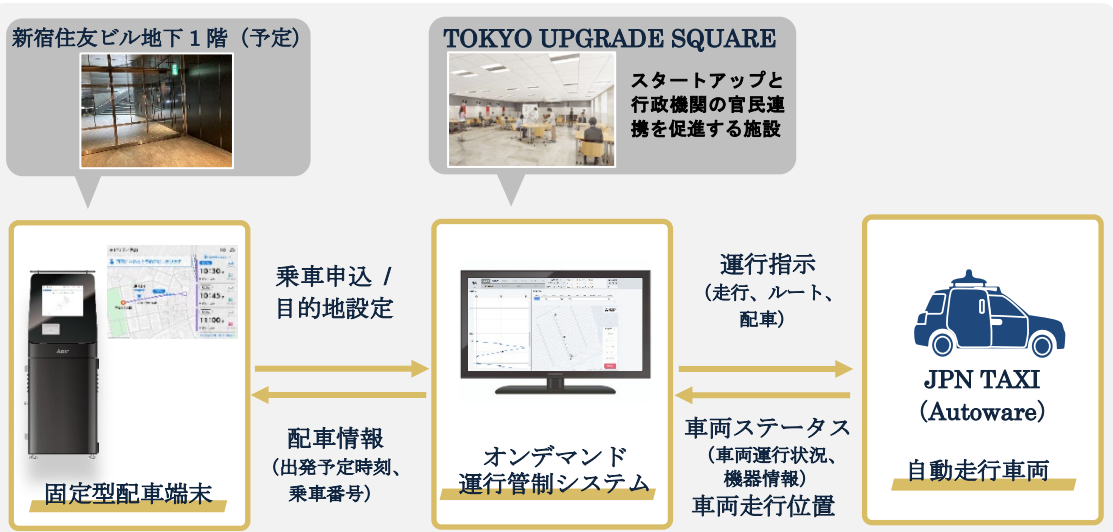 新宿住友ビル地下1階（予定）
TOKYO UPGRADE SQUARE
スタートアップと
行政機関の官民連
携を促進する施設
乗車申込 /
目的地設定
配車情報
（出発予定時刻、
乗車番号）
固定型配車端末
10:30
10:45
11:00
オンデマンド
運行管制システム
運行指示
（走行、ルート、
配車）
車両ステータス
（車両運行状況、
機器情報）
車両走行位置
JPN TAXI
（Autoware）
自動走行車両